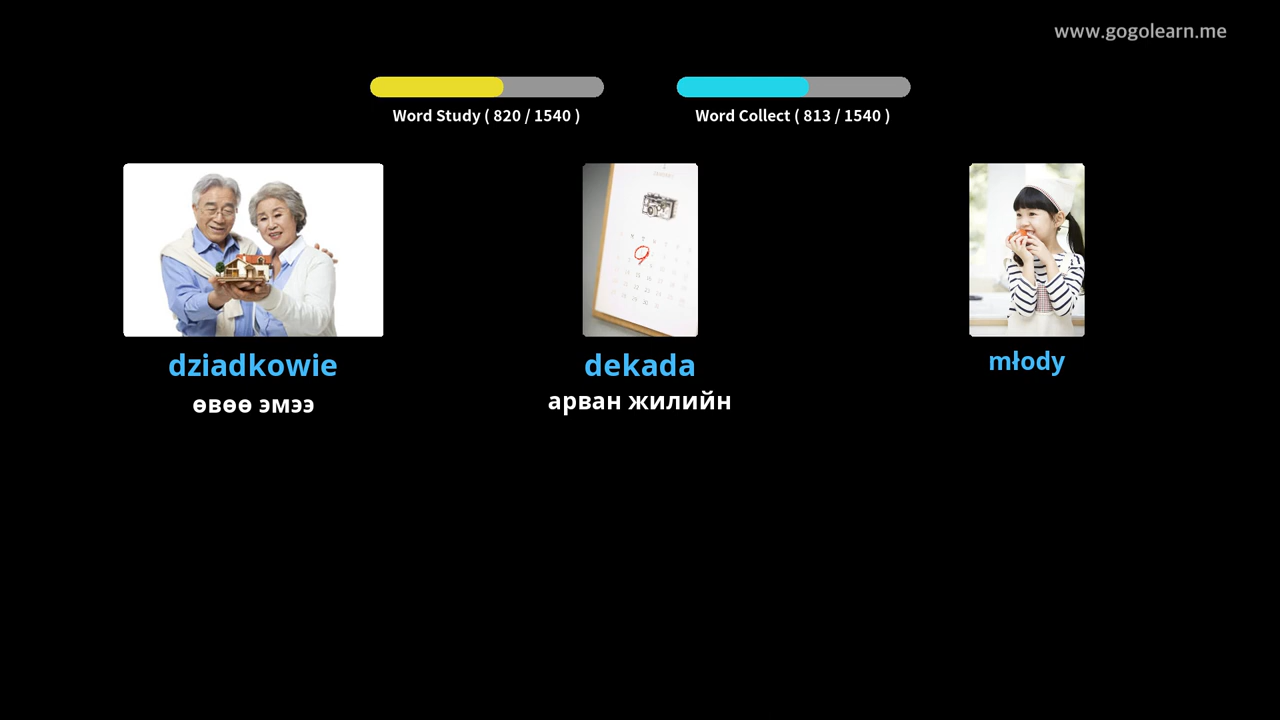 www.gogolearn.me
Word Study ( 820 / 1540 )
Word Collect ( 813 / 1540 )
dziadkowie
өвөө эмээ
dekada
арван жилийн
młody